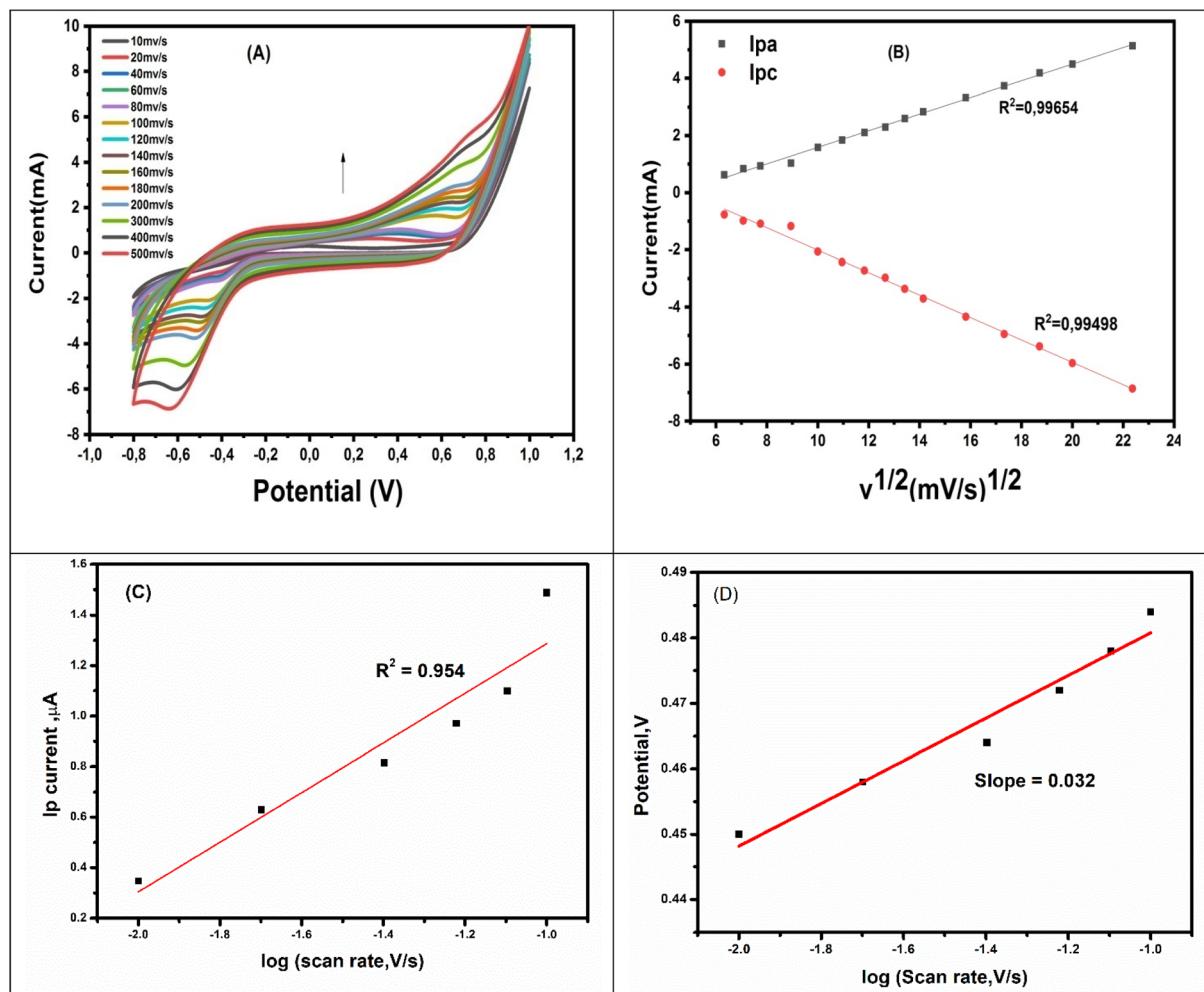 (A)
10mv/s
20mv/s
40mv/s
60mv/s
80mv/s
100mv/s
120mv/s
140mv/s
160mv/s
180mv/s
200mv/s
300mv/s
400mv/s
500mv/s
10
8
6
4
2
0
-2
-4
-6
-8
Current(mA)
-1,0 -0,8 -0,6 -0,4 -0,2 0,0 0,2 0,4 0,6 0,8 1,0 1,2
Potential (V)
(B)
Ipa
Ipc
R²=0,99654
R²=0,99498
6
4
2
0
-2
-4
-6
-8
Current(mA)
6 8 10 12 14 16 18 20 22 24
v^1/2(mV/s)^1/2
(C)
R² = 0.954
1.6
1.4
1.2
1.0
0.8
0.6
0.4
0.2
Ip current ,µA
-2.0 -1.8 -1.6 -1.4 -1.2 -1.0
log (scan rate,V/s)
(D)
Slope = 0.032
0.49
0.48
0.47
0.46
0.45
0.44
Potential,V
-2.0 -1.8 -1.6 -1.4 -1.2 -1.0
log (Scan rate,V/s)